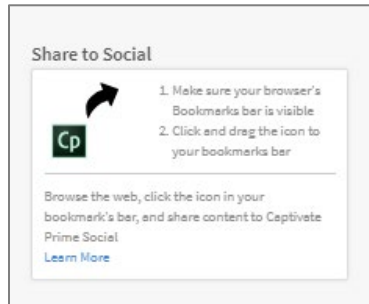 Share to Social
1. Make sure your browser's
Bookmarks bar is visible
2. Click and drag the icon to
your bookmarks bar
Cp
Browse the web, click the icon in your
bookmark's bar, and share content to Captivate
Prime Social
Learn More